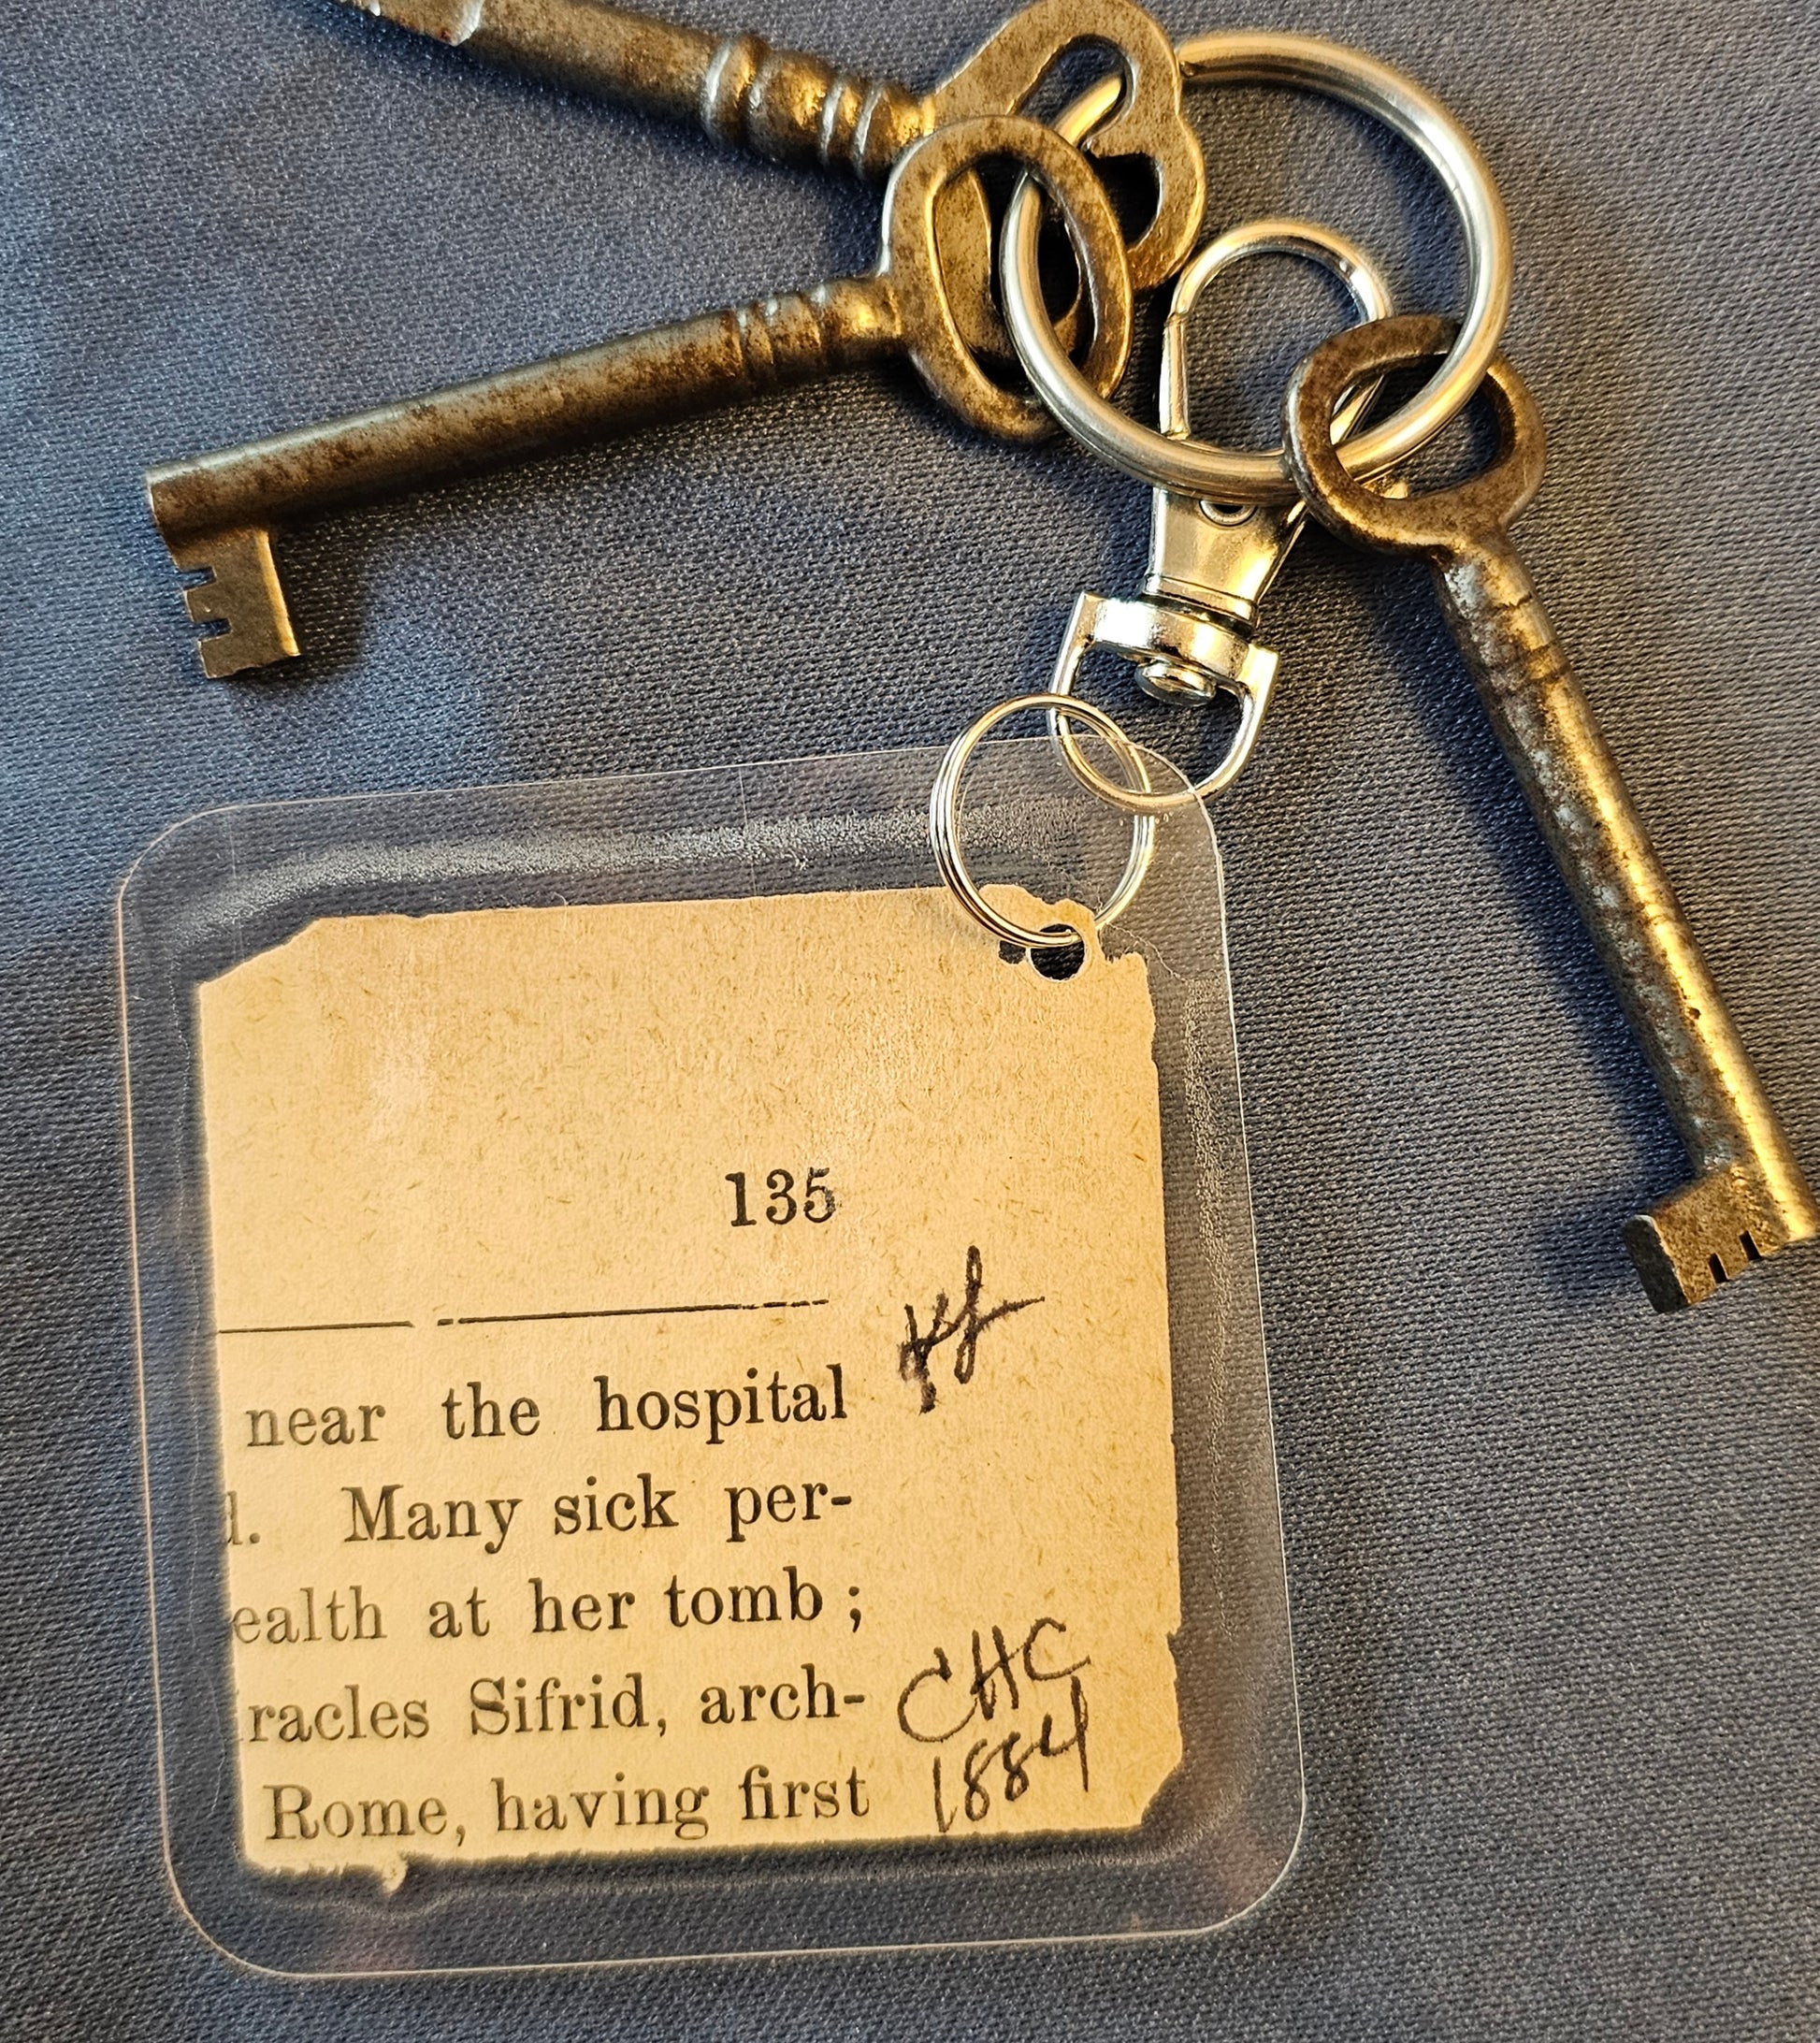 135
near the hospital
d. Many sick per-
ealth at her tomb ;
racles Sifrid, arch-
CHC
Rome, having first
1884